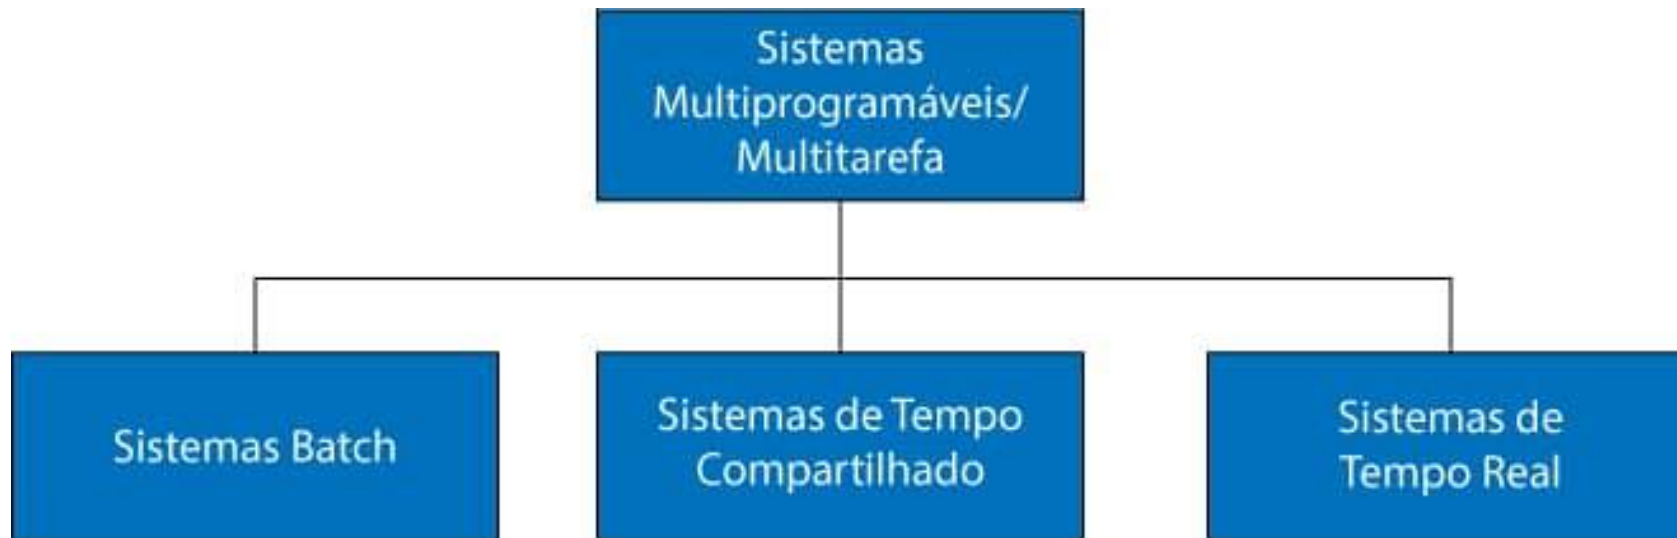 Sistemas
Multiprogramáveis/
Multitarefa
Sistemas Batch
Sistemas de Tempo
Compartilhado
Sistemas de
Tempo Real